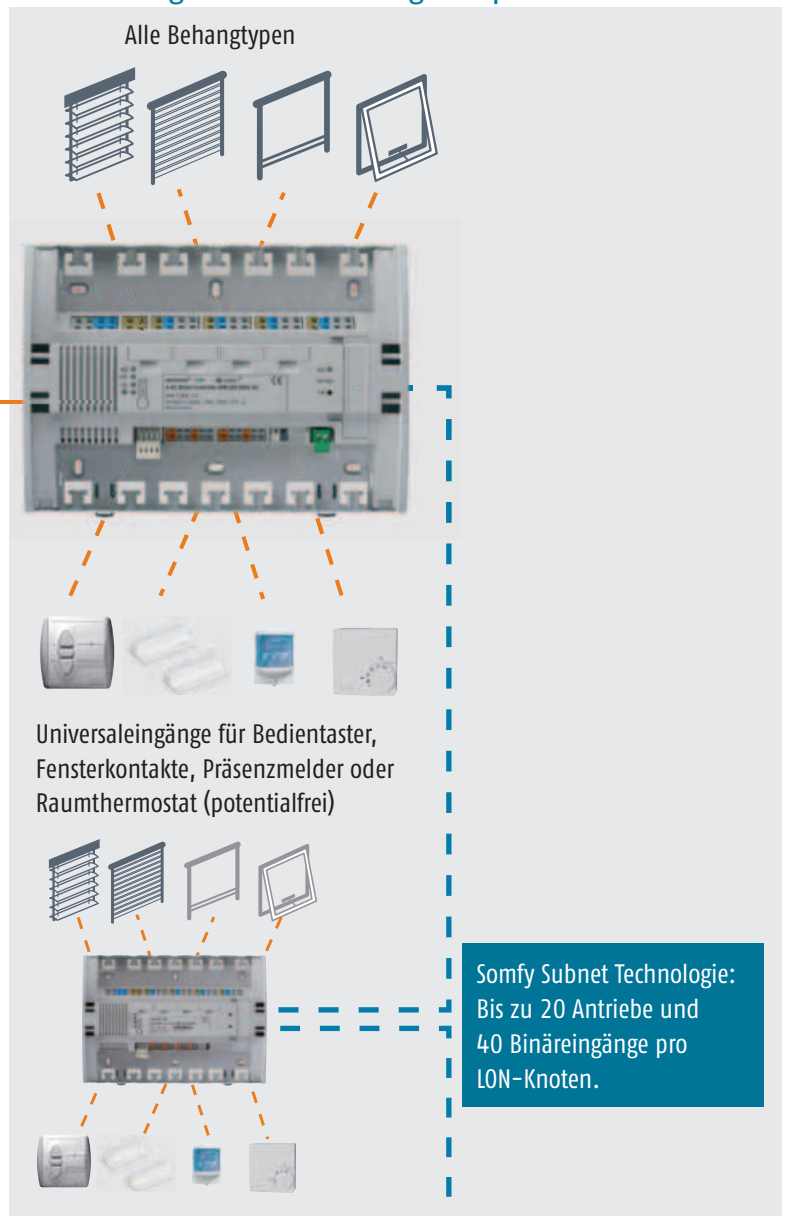 Alle Behangtypen
Universaleingänge für Bedientaster,
Fensterkontakte, Präsenzmelder oder
Raumthermostat (potentialfrei)
Somfy Subnet Technologie:
Bis zu 20 Antriebe und
40 Binäreingänge pro
LON-Knoten.